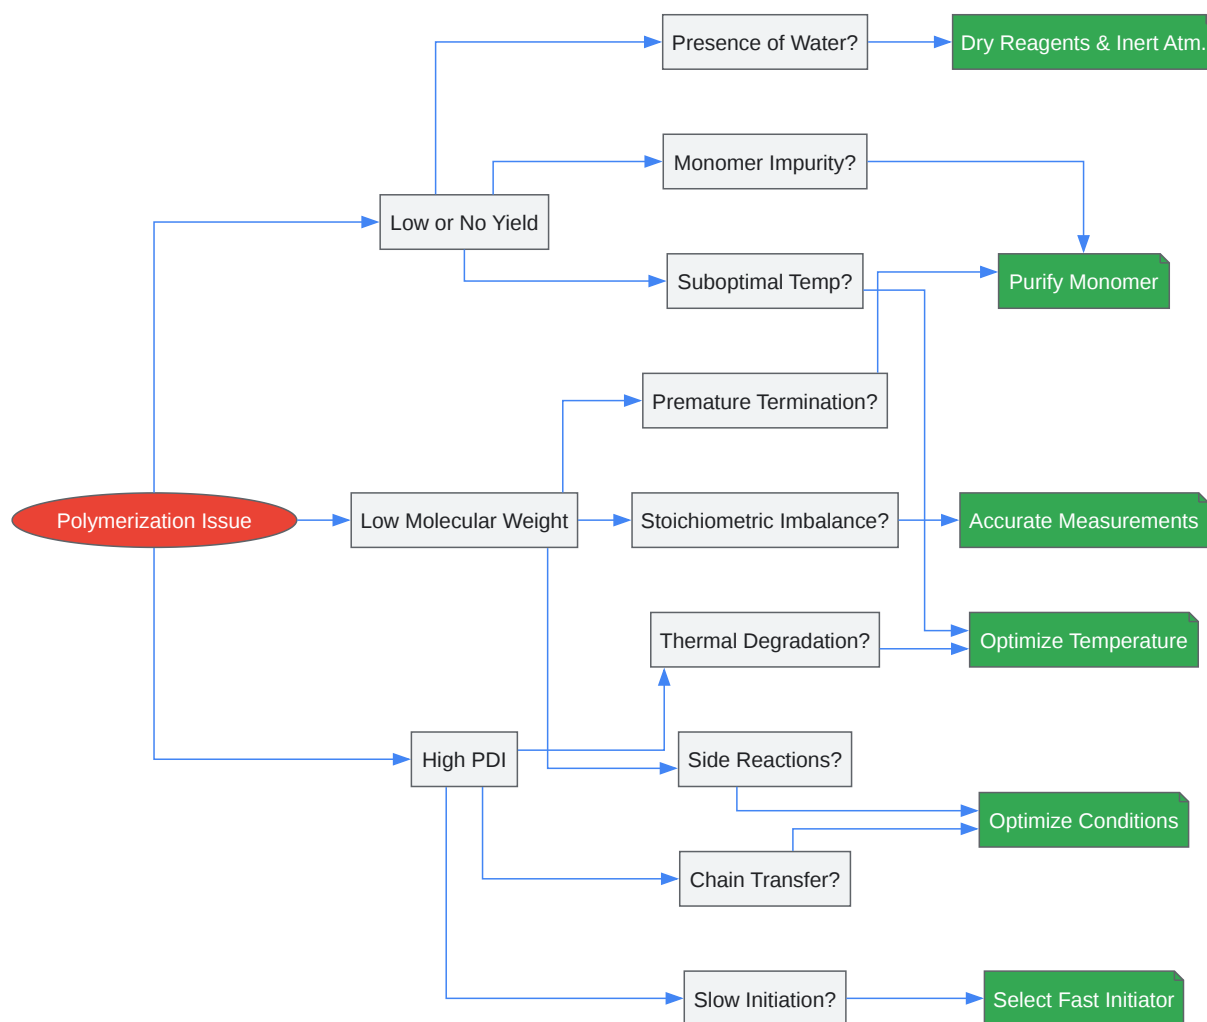 Presence of Water?
Dry Reagents & Inert Atm.
Monomer Impurity?
Low or No Yield
Suboptimal Temp?
Purify Monomer
Premature Termination?
Polymerization Issue
Low Molecular Weight
Stoichiometric Imbalance?
Accurate Measurements
Thermal Degradation?
Optimize Temperature
High PDI
Side Reactions?
Optimize Conditions
Chain Transfer?
Slow Initiation?
Select Fast Initiator